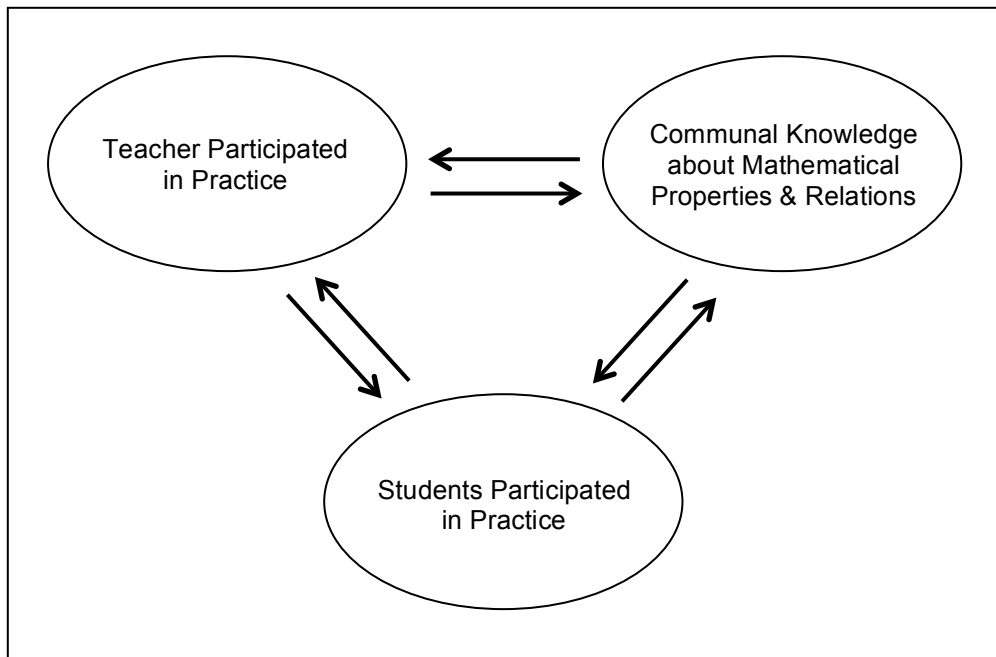 Teacher Participated
in Practice
Communal Knowledge
about Mathematical
Properties & Relations
Students Participated
in Practice